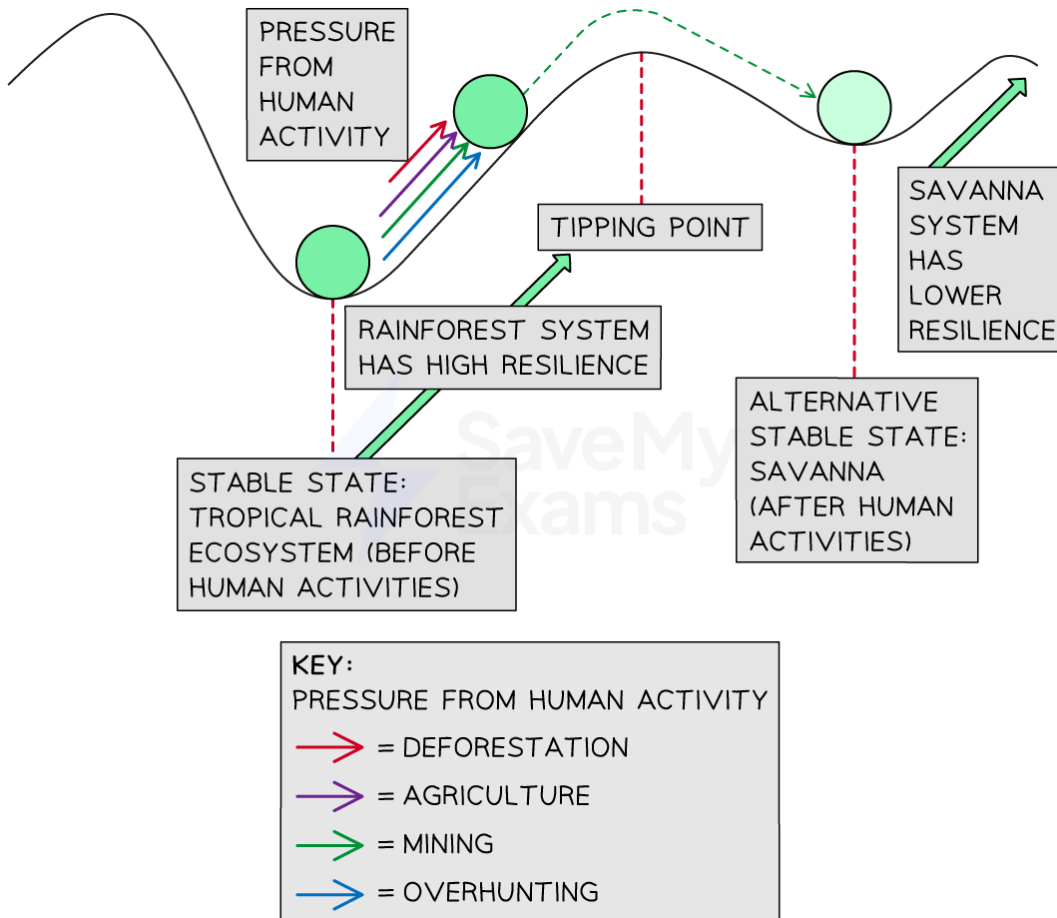 PRESSURE
FROM
HUMAN
ACTIVITY
TIPPING POINT
SAVANNA
SYSTEM
HAS
LOWER
RESILIENCE
RAINFOREST SYSTEM
HAS HIGH RESILIENCE
ALTERNATIVE
STABLE STATE:
SAVANNA
(AFTER HUMAN
ACTIVITIES)
SaveMy
Exams
STABLE STATE:
TROPICAL RAINFOREST
ECOSYSTEM (BEFORE
HUMAN ACTIVITIES)
KEY:
PRESSURE FROM HUMAN ACTIVITY
= DEFORESTATION
= AGRICULTURE
= MINING
= OVERHUNTING